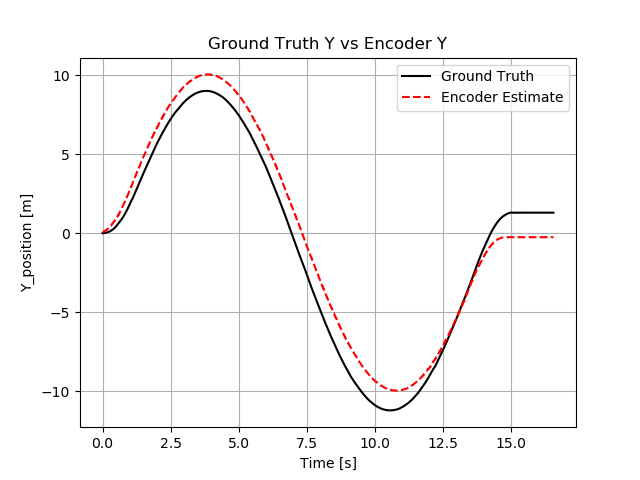 Ground Truth Y vs Encoder Y
Ground Truth
Encoder Estimate
10
5
0
−5
−10
Y_position [m]
0.0 2.5 5.0 7.5 10.0 12.5 15.0
Time [s]